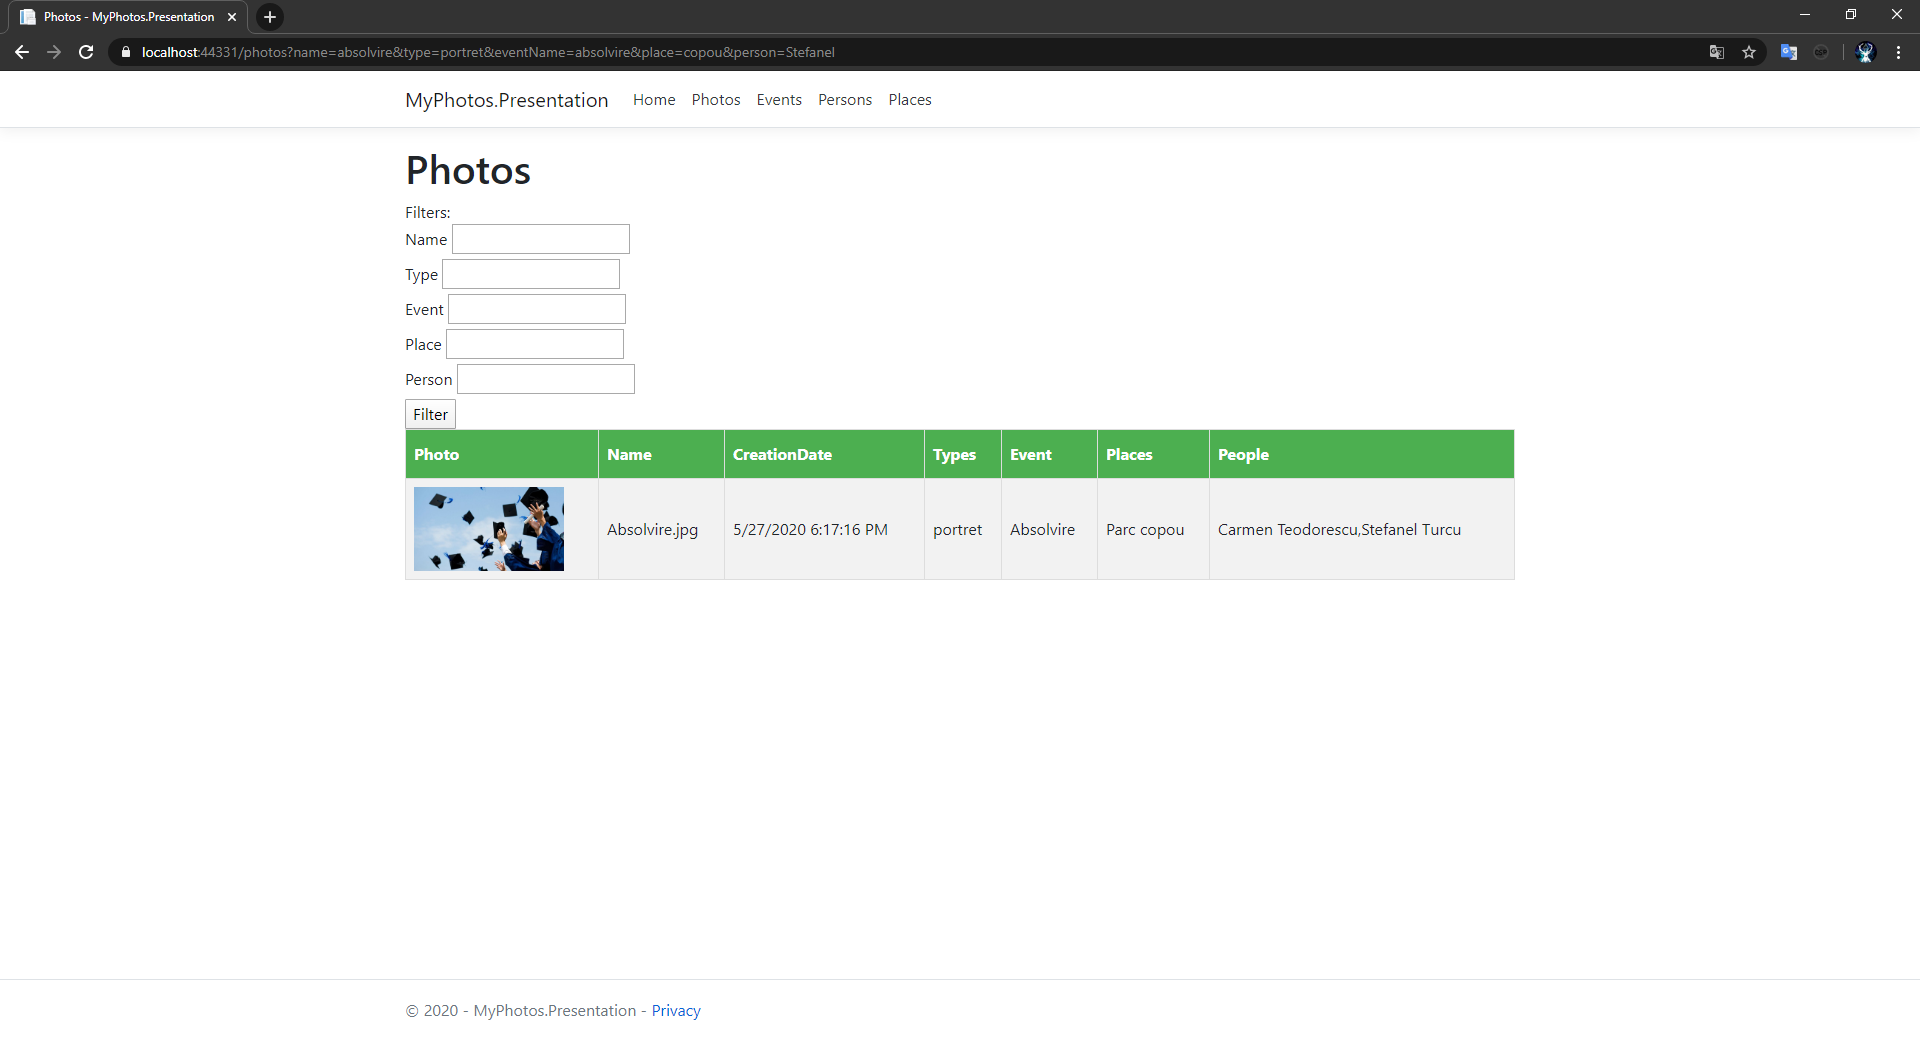 Photos - MyPhotos.Presentation
localhost:44331/photos?name=absolvire&type=portret&eventName=absolvire&place=copou&person=Stefanel
MyPhotos.Presentation Home Photos Events Persons Places
Photos
Filters:
Name
Type
Event
Place
Person
Filter
Photo Name CreationDate Types Event Places People
Absolvire.jpg 5/27/2020 6:17:16 PM portret Absolvire Parc copou Carmen Teodorescu,Stefanel Turcu
© 2020 - MyPhotos.Presentation - Privacy